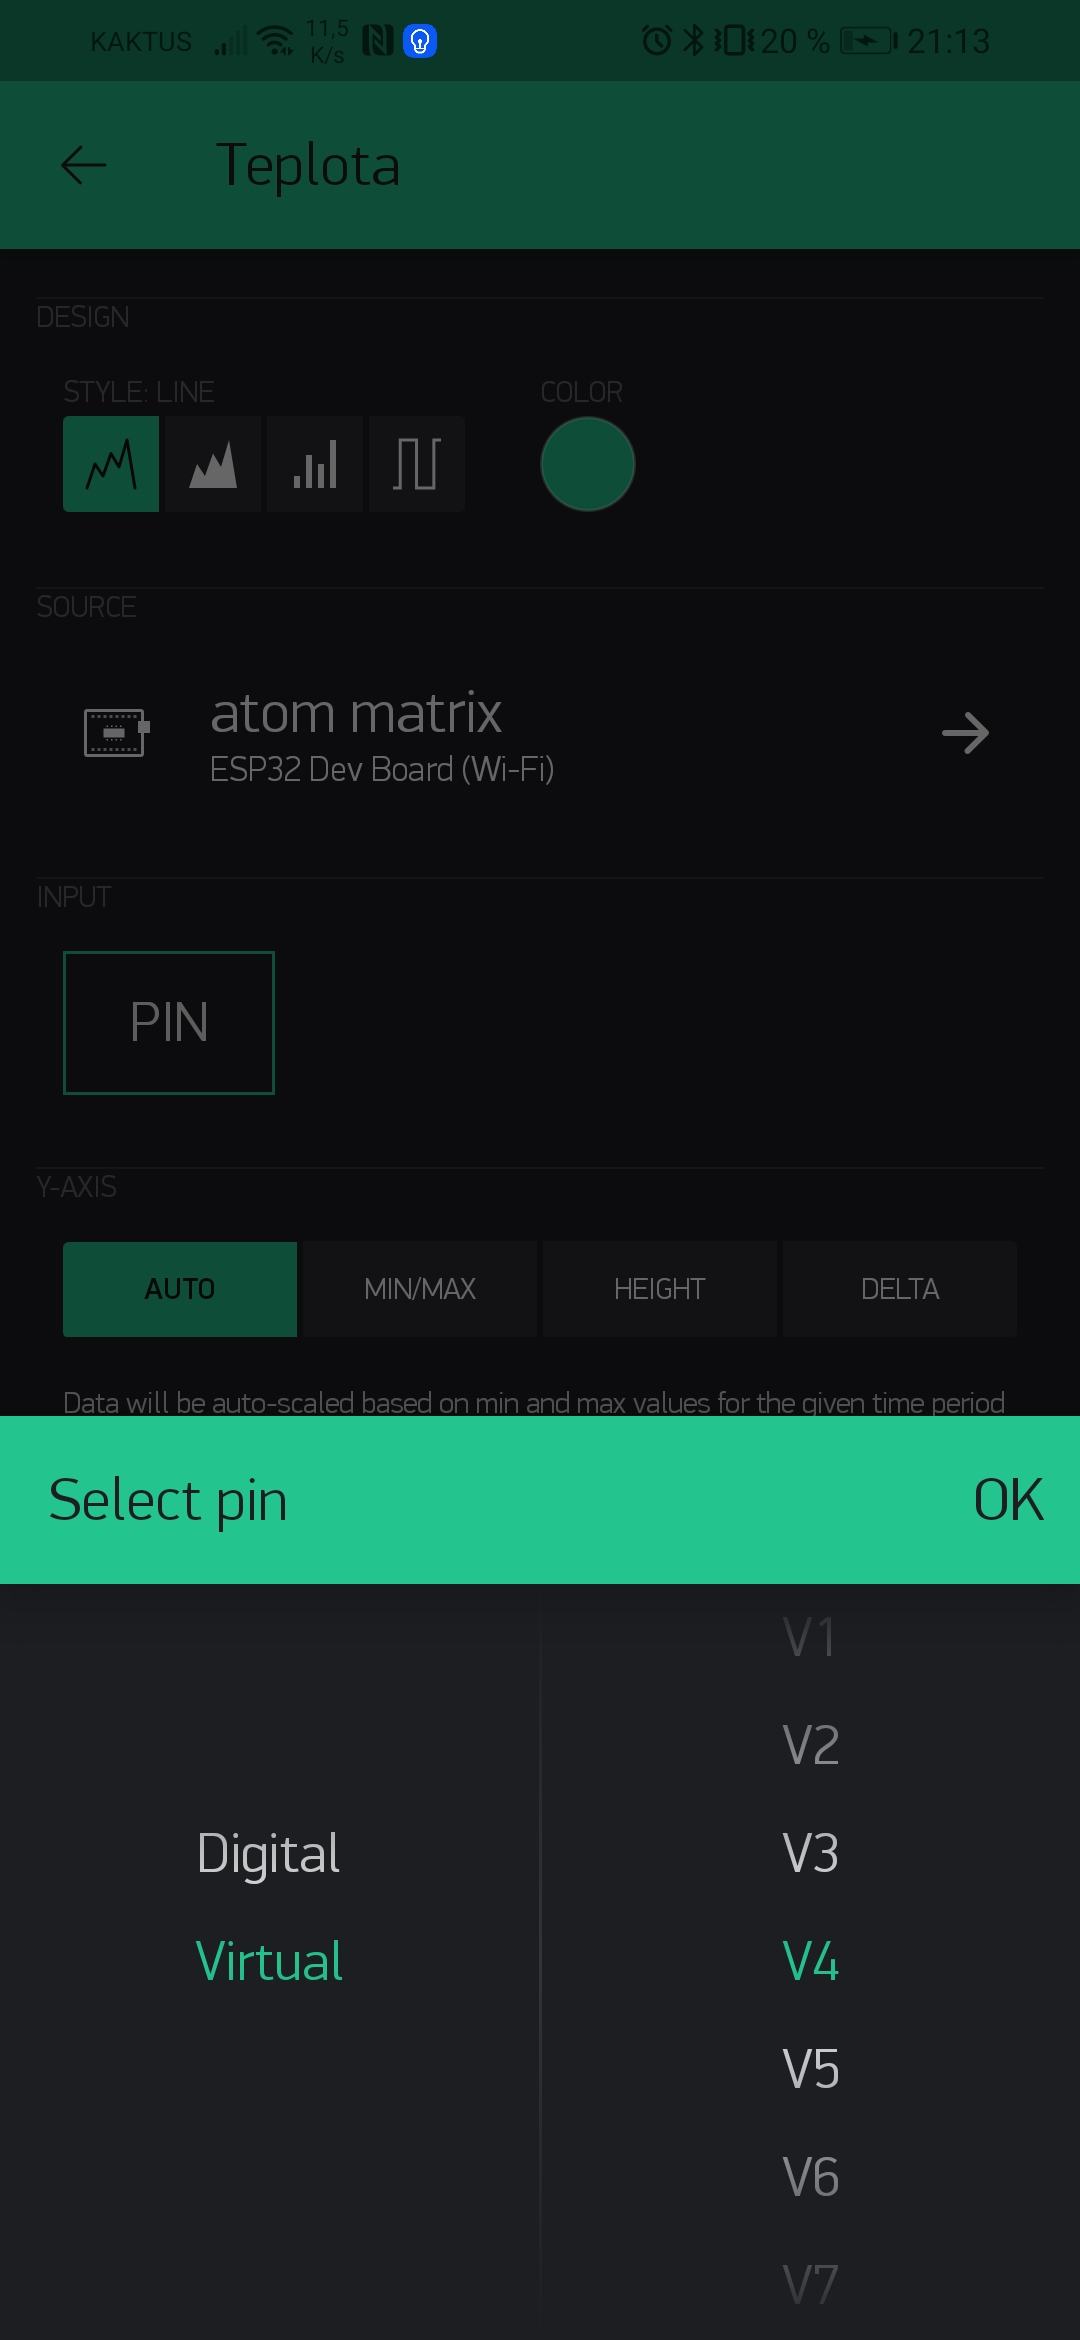 KAKTUS 11,5 K/s 20 % 21:13
Teplota
DESIGN
STYLE: LINE COLOR
SOURCE
atom matrix
ESP32 Dev Board (Wi-Fi)
INPUT
PIN
Y-AXIS
AUTO MIN/MAX HEIGHT DELTA
Data will be auto-scaled based on min and max values for the given time period
Select pin OK
V1
V2
Digital V3
Virtual V4
V5
V6
V7